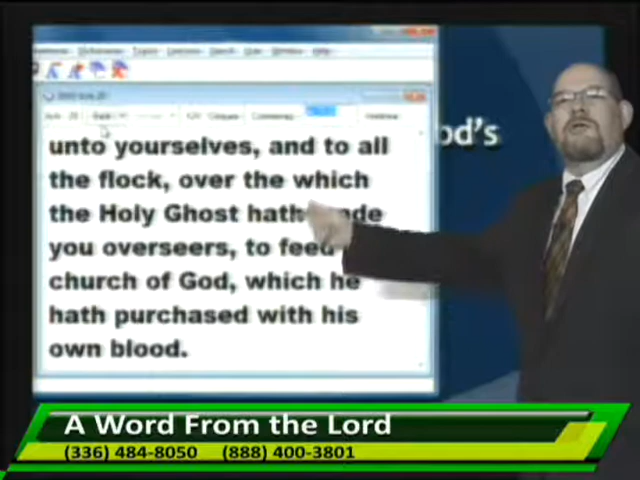 unto yourselves, and to all
the flock, over the which
the Holy Ghost hath
you overseers, to feed
church of God, which he
hath purchased with his
own blood.
A Word From the Lord
(336) 484-8050 (888) 400-3801